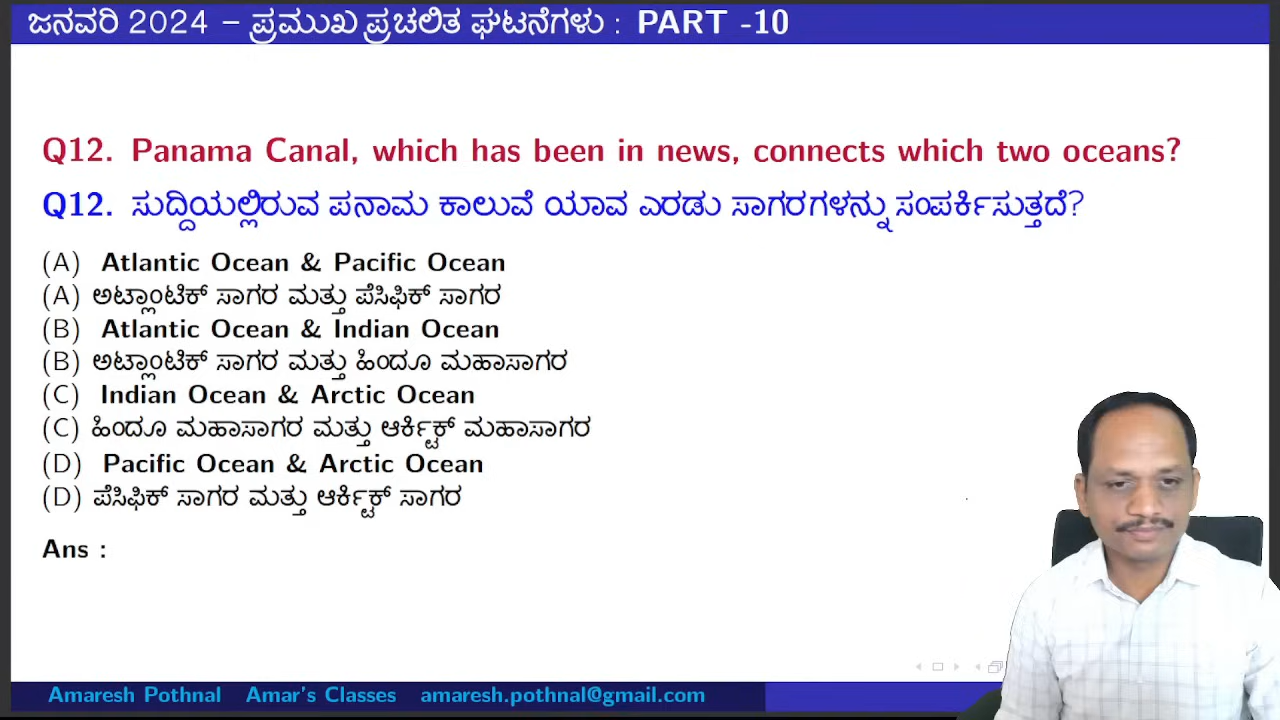 ಜನವರಿ 2024 – ಪ್ರಮುಖ ಪ್ರಚಲಿತ ಘಟನೆಗಳು : PART -10
Q12. Panama Canal, which has been in news, connects which two oceans?
Q12. ಸುದ್ದಿಯಲ್ಲಿರುವ ಪನಾಮ ಕಾಲುವೆ ಯಾವ ಎರಡು ಸಾಗರಗಳನ್ನು ಸಂಪರ್ಕಿಸುತ್ತದೆ?
(A) Atlantic Ocean & Pacific Ocean
(A) ಅಟ್ಲಾಂಟಿಕ್ ಸಾಗರ ಮತ್ತು ಪೆಸಿಫಿಕ್ ಸಾಗರ
(B) Atlantic Ocean & Indian Ocean
(B) ಅಟ್ಲಾಂಟಿಕ್ ಸಾಗರ ಮತ್ತು ಹಿಂದೂ ಮಹಾಸಾಗರ
(C) Indian Ocean & Arctic Ocean
(C) ಹಿಂದೂ ಮಹಾಸಾಗರ ಮತ್ತು ಆರ್ಕ್ಟಿಕ್ ಮಹಾಸಾಗರ
(D) Pacific Ocean & Arctic Ocean
(D) ಪೆಸಿಫಿಕ್ ಸಾಗರ ಮತ್ತು ಆರ್ಕ್ಟಿಕ್ ಸಾಗರ
Ans :
Amaresh Pothnal Amar's Classes amaresh.pothnal@gmail.com